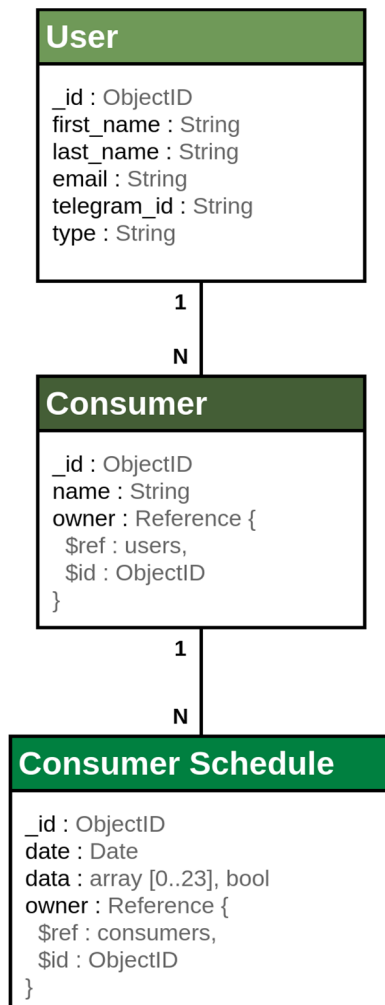 User
_id : ObjectID
first_name : String
last_name : String
email : String
telegram_id : String
type : String
1
N
Consumer
_id : ObjectID
name : String
owner : Reference {
$ref : users,
$id : ObjectID
}
1
N
Consumer Schedule
_id : ObjectID
date : Date
data : array [0..23], bool
owner : Reference {
$ref : consumers,
$id : ObjectID
}